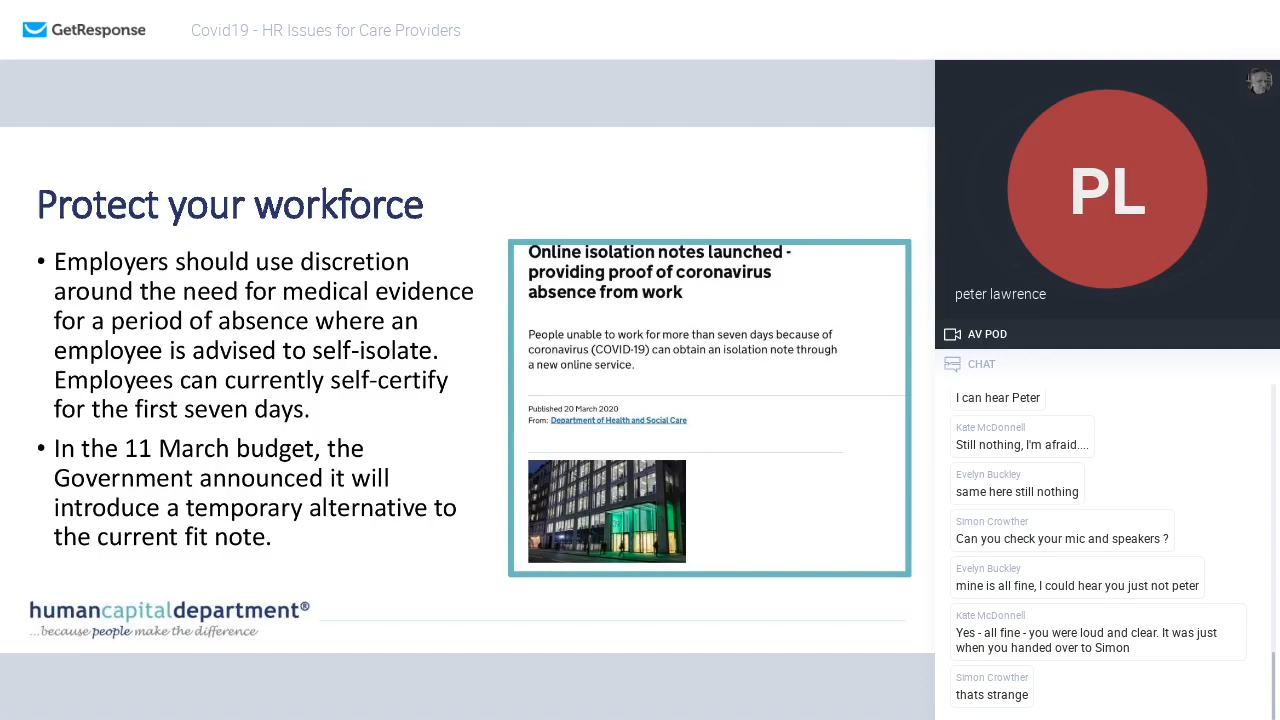 GetResponse
Covid19 - HR Issues for Care Providers
Protect your workforce
• Employers should use discretion
around the need for medical evidence
for a period of absence where an
employee is advised to self-isolate.
Employees can currently self-certify
for the first seven days.
• In the 11 March budget, the
Government announced it will
introduce a temporary alternative to
the current fit note.
Online isolation notes launched -
providing proof of coronavirus
absence from work
People unable to work for more than seven days because of
coronavirus (COVID-19) can obtain an isolation note through
a new online service.
Published 20 March 2020
From: Department of Health and Social Care
humancapitaldepartment®
...because people make the difference
PL
peter lawrence
AV POD
CHAT
I can hear Peter
Kate McDonnell
Still nothing, I'm afraid....
Evelyn Buckley
same here still nothing
Simon Crowther
Can you check your mic and speakers ?
Evelyn Buckley
mine is all fine, I could hear you just not peter
Kate McDonnell
Yes - all fine - you were loud and clear. It was just
when you handed over to Simon
Simon Crowther
thats strange